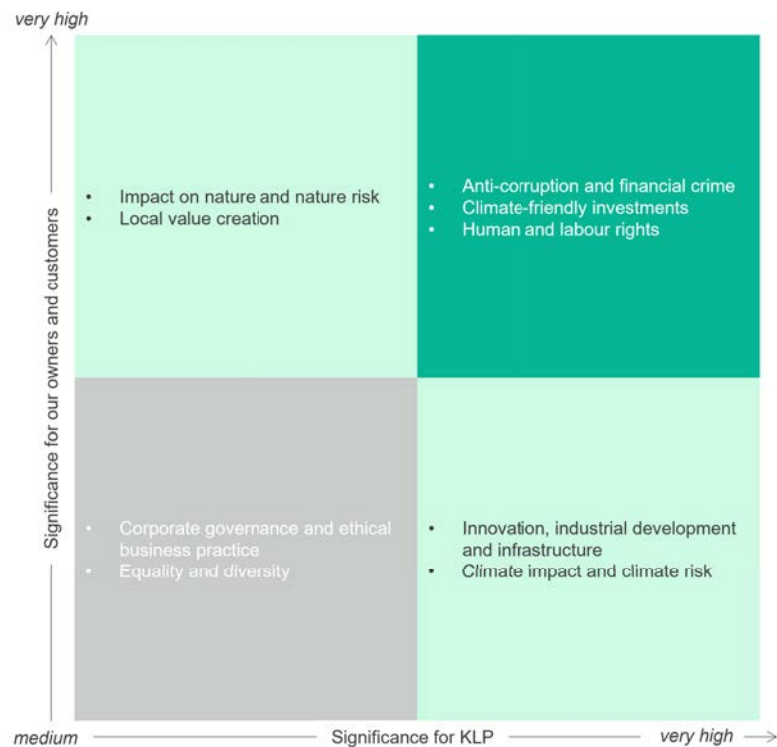 very high
Significance for our owners and customers
• Impact on nature and nature risk
• Local value creation
• Anti-corruption and financial crime
• Climate-friendly investments
• Human and labour rights
• Corporate governance and ethical
business practice
• Equality and diversity
• Innovation, industrial development
and infrastructure
• Climate impact and climate risk
medium
Significance for KLP
very high